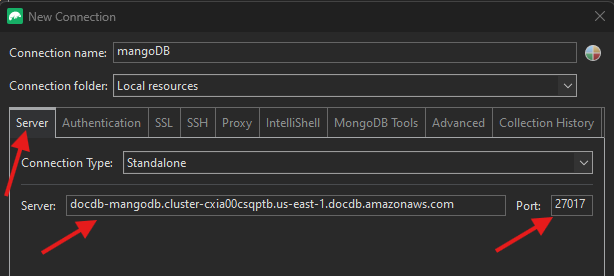 New Connection
Connection name: mangoDB
Connection folder: Local resources
Server Authentication SSL SSH Proxy IntelliShell MongoDB Tools Advanced Collection History
Connection Type: Standalone
Server: docdb-mangodb.cluster-cxia00csqptb.us-east-1.docdb.amazonaws.com Port: 27017